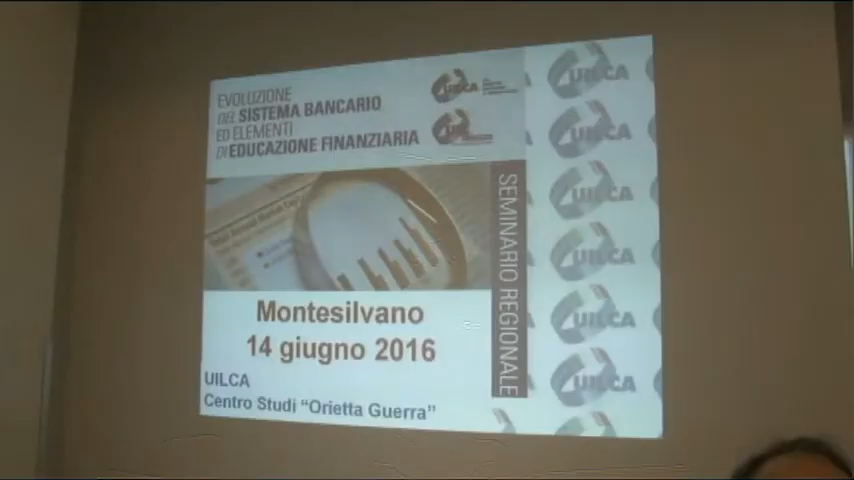 EVOLUZIONE
DEL SISTEMA BANCARIO
ED ELEMENTI
DI EDUCAZIONE FINANZIARIA
UILCA
UIL
SEMINARIO REGIONALE
Montesilvano
14 giugno 2016
UILCA
Centro Studi “Orietta Guerra”
UILCA
UILCA
UILCA
UILCA
UILCA
UILCA